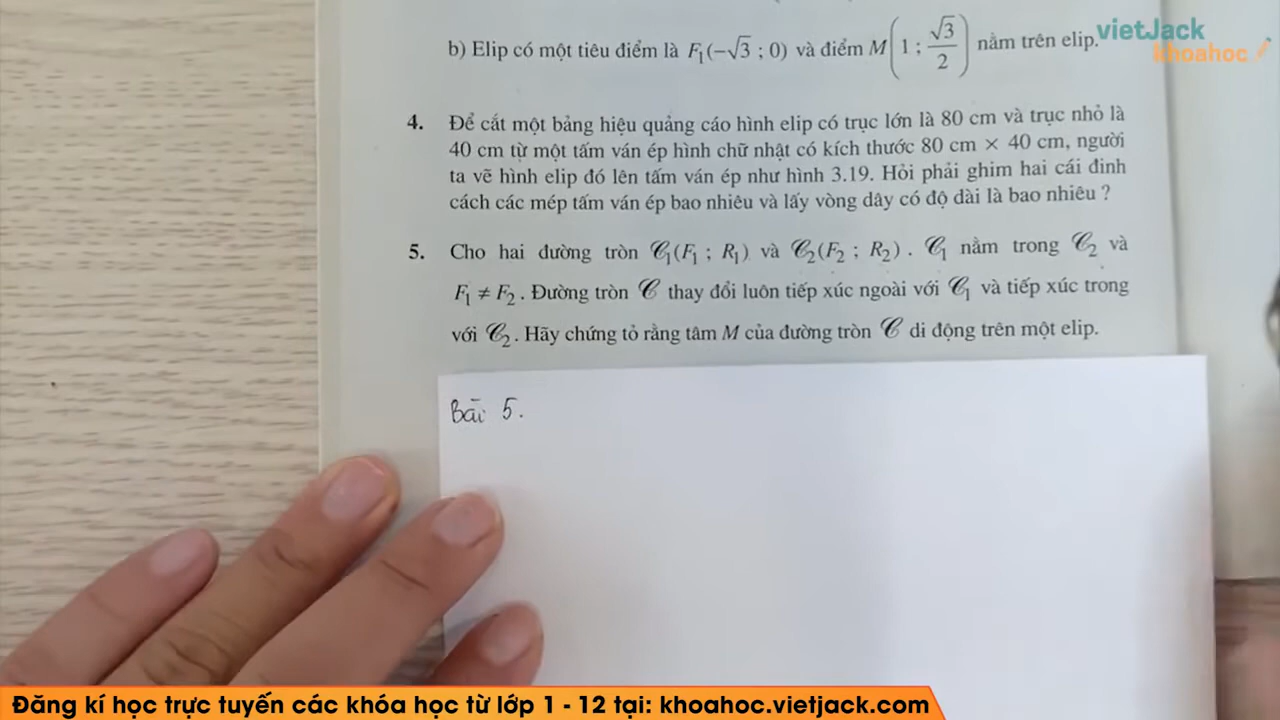 b) Elip có một tiêu điểm là F₁(−√3 ; 0) và điểm M(1 ; √3/2) nằm trên elip.
vietJack
khoahoc
4. Để cắt một bảng hiệu quảng cáo hình elip có trục lớn là 80 cm và trục nhỏ là
40 cm từ một tấm ván ép hình chữ nhật có kích thước 80 cm × 40 cm, người
ta vẽ hình elip đó lên tấm ván ép như hình 3.19. Hỏi phải ghim hai cái đinh
cách các mép tấm ván ép bao nhiêu và lấy vòng dây có độ dài là bao nhiêu ?
5. Cho hai đường tròn 𝒞₁(F₁ ; R₁) và 𝒞₂(F₂ ; R₂). 𝒞₁ nằm trong 𝒞₂ và
F₁ ≠ F₂. Đường tròn 𝒞 thay đổi luôn tiếp xúc ngoài với 𝒞₁ và tiếp xúc trong
với 𝒞₂. Hãy chứng tỏ rằng tâm M của đường tròn 𝒞 di động trên một elip.
Bài 5.
Đăng kí học trực tuyến các khóa học từ lớp 1 - 12 tại: khoahoc.vietjack.com